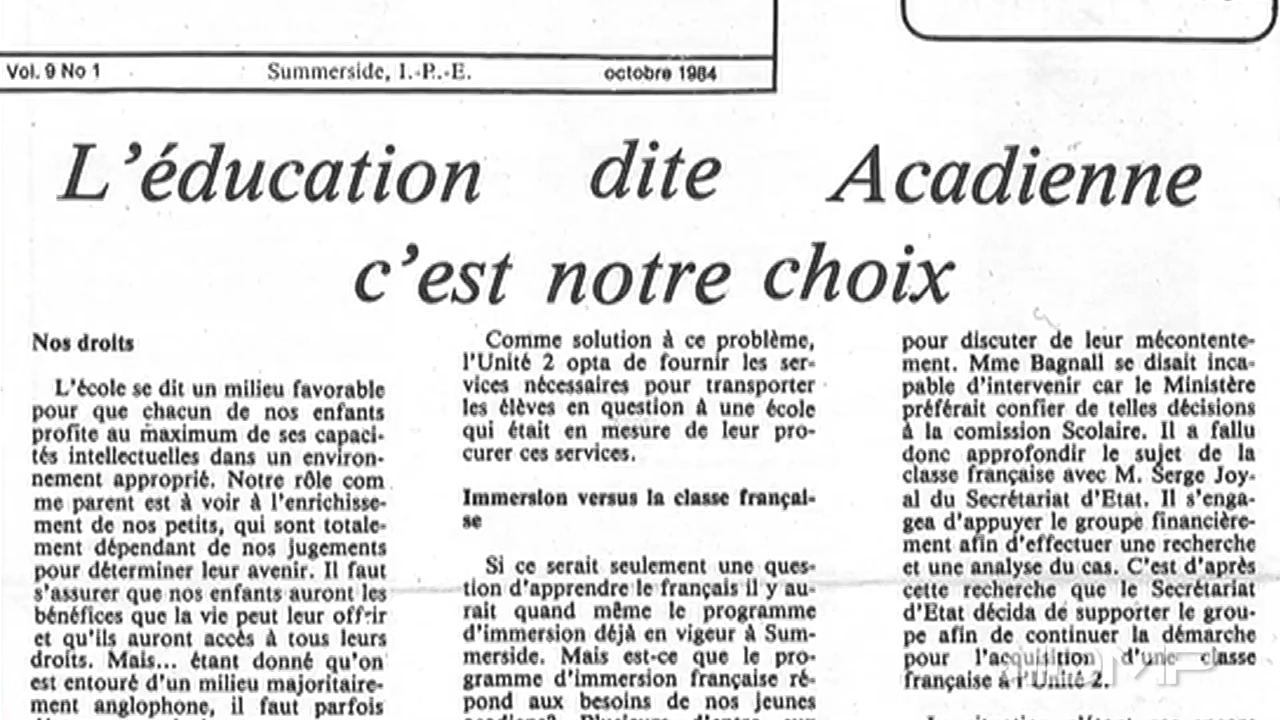 Vol. 9 No 1 Summerside, I.-P.-E. octobre 1984
L'éducation dite Acadienne
c'est notre choix
Nos droits
L'école se dit un milieu favorable
pour que chacun de nos enfants
profite au maximum de ses capaci-
tés intellectuelles dans un environ-
nement approprié. Notre rôle com
me parent est à voir à l'enrichisse-
ment de nos petits, qui sont totale-
ment dépendant de nos jugements
pour déterminer leur avenir. Il faut
s'assurer que nos enfants auront les
bénéfices que la vie peut leur offrir
et qu'ils auront accès à tous leurs
droits. Mais... étant donné qu'on
est entouré d'un milieu majoritaire-
ment anglophone, il faut parfois
Comme solution à ce problème,
l'Unité 2 opta de fournir les ser-
vices nécessaires pour transporter
les élèves en question à une école
qui était en mesure de leur pro-
curer ces services.
Immersion versus la classe françai-
se
Si ce serait seulement une ques-
tion d'apprendre le français il y au-
rait quand même le programme
d'immersion déjà en vigeur à Sum-
merside. Mais est-ce que le pro-
gramme d'immersion française ré-
pond aux besoins de nos jeunes
acadiens? Plusieurs d'entre
pour discuter de leur mécontente-
ment. Mme Bagnall se disait inca-
pable d'intervenir car le Ministère
préférait confier de telles décisions
à la comission Scolaire. Il a fallu
donc approfondir le sujet de la
classe française avec M. Serge Joy-
al du Secrétariat d'Etat. Il s'enga-
gea d'appuyer le groupe financière-
ment afin d'effectuer une recherche
et une analyse du cas. C'est d'après
cette recherche que le Secrétariat
d'Etat décida de supporter le grou-
pe afin de continuer la démarche
pour l'acquisition d'une classe
française à l'Unité 2.